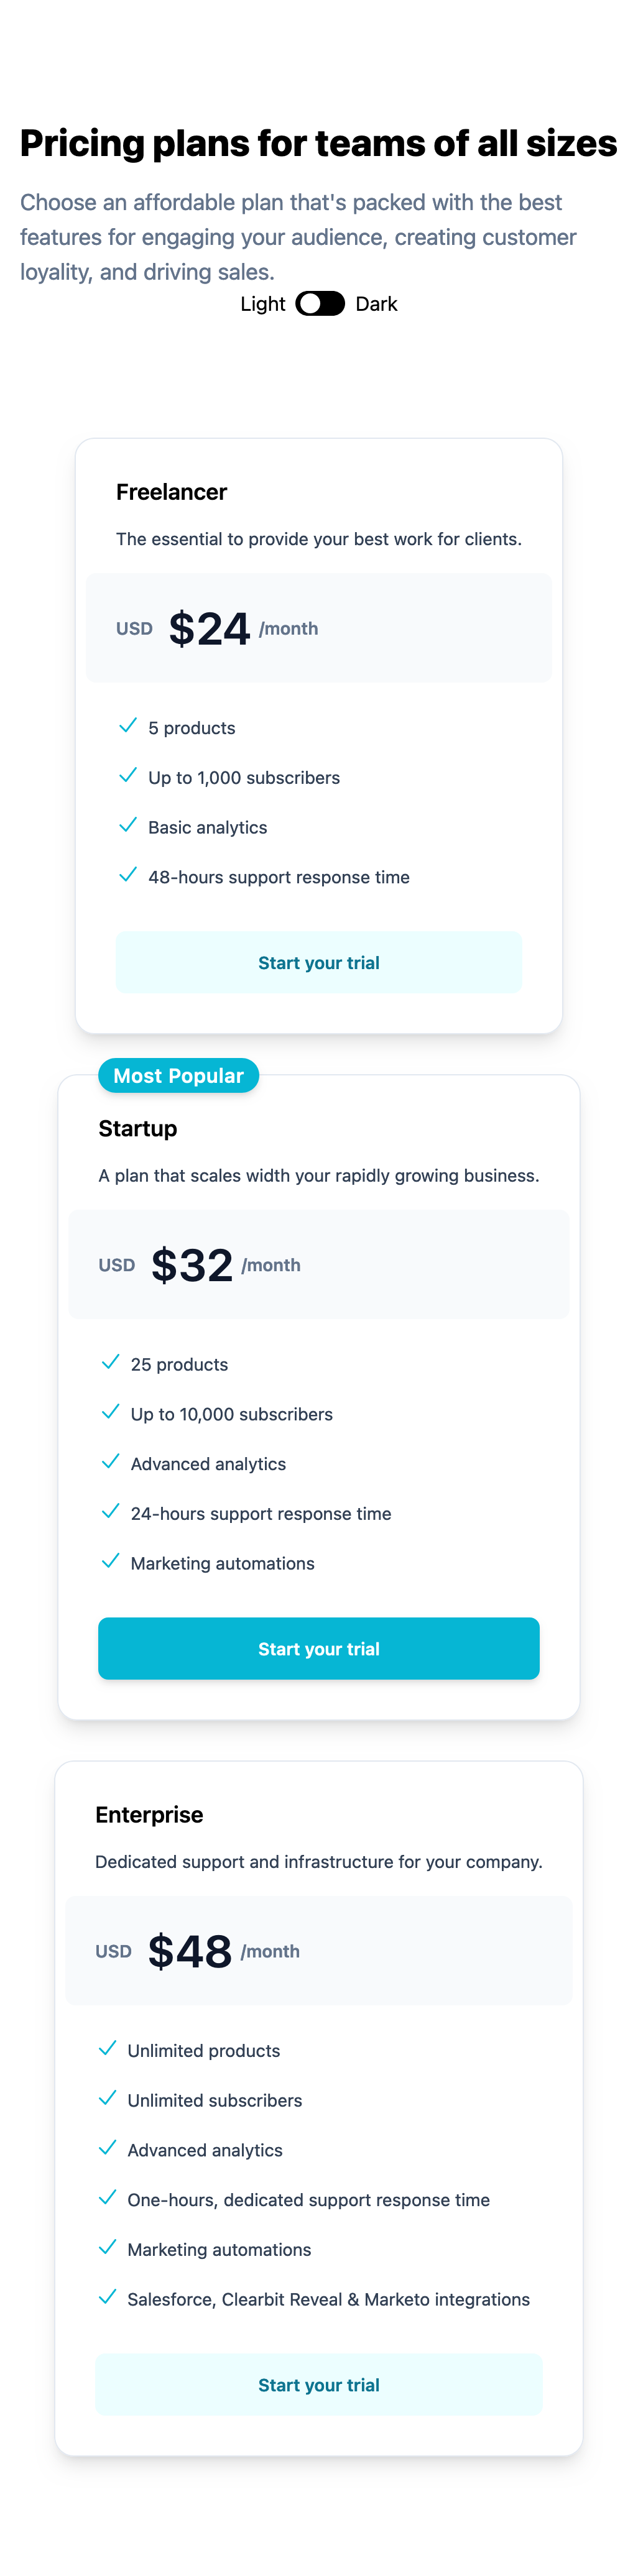 Pricing plans for teams of all sizes
Choose an affordable plan that's packed with the best
features for engaging your audience, creating customer
loyality, and driving sales.
Light Dark
Freelancer
The essential to provide your best work for clients.
USD $24 /month
5 products
Up to 1,000 subscribers
Basic analytics
48-hours support response time
Start your trial
Most Popular
Startup
A plan that scales width your rapidly growing business.
USD $32 /month
25 products
Up to 10,000 subscribers
Advanced analytics
24-hours support response time
Marketing automations
Start your trial
Enterprise
Dedicated support and infrastructure for your company.
USD $48 /month
Unlimited products
Unlimited subscribers
Advanced analytics
One-hours, dedicated support response time
Marketing automations
Salesforce, Clearbit Reveal & Marketo integrations
Start your trial